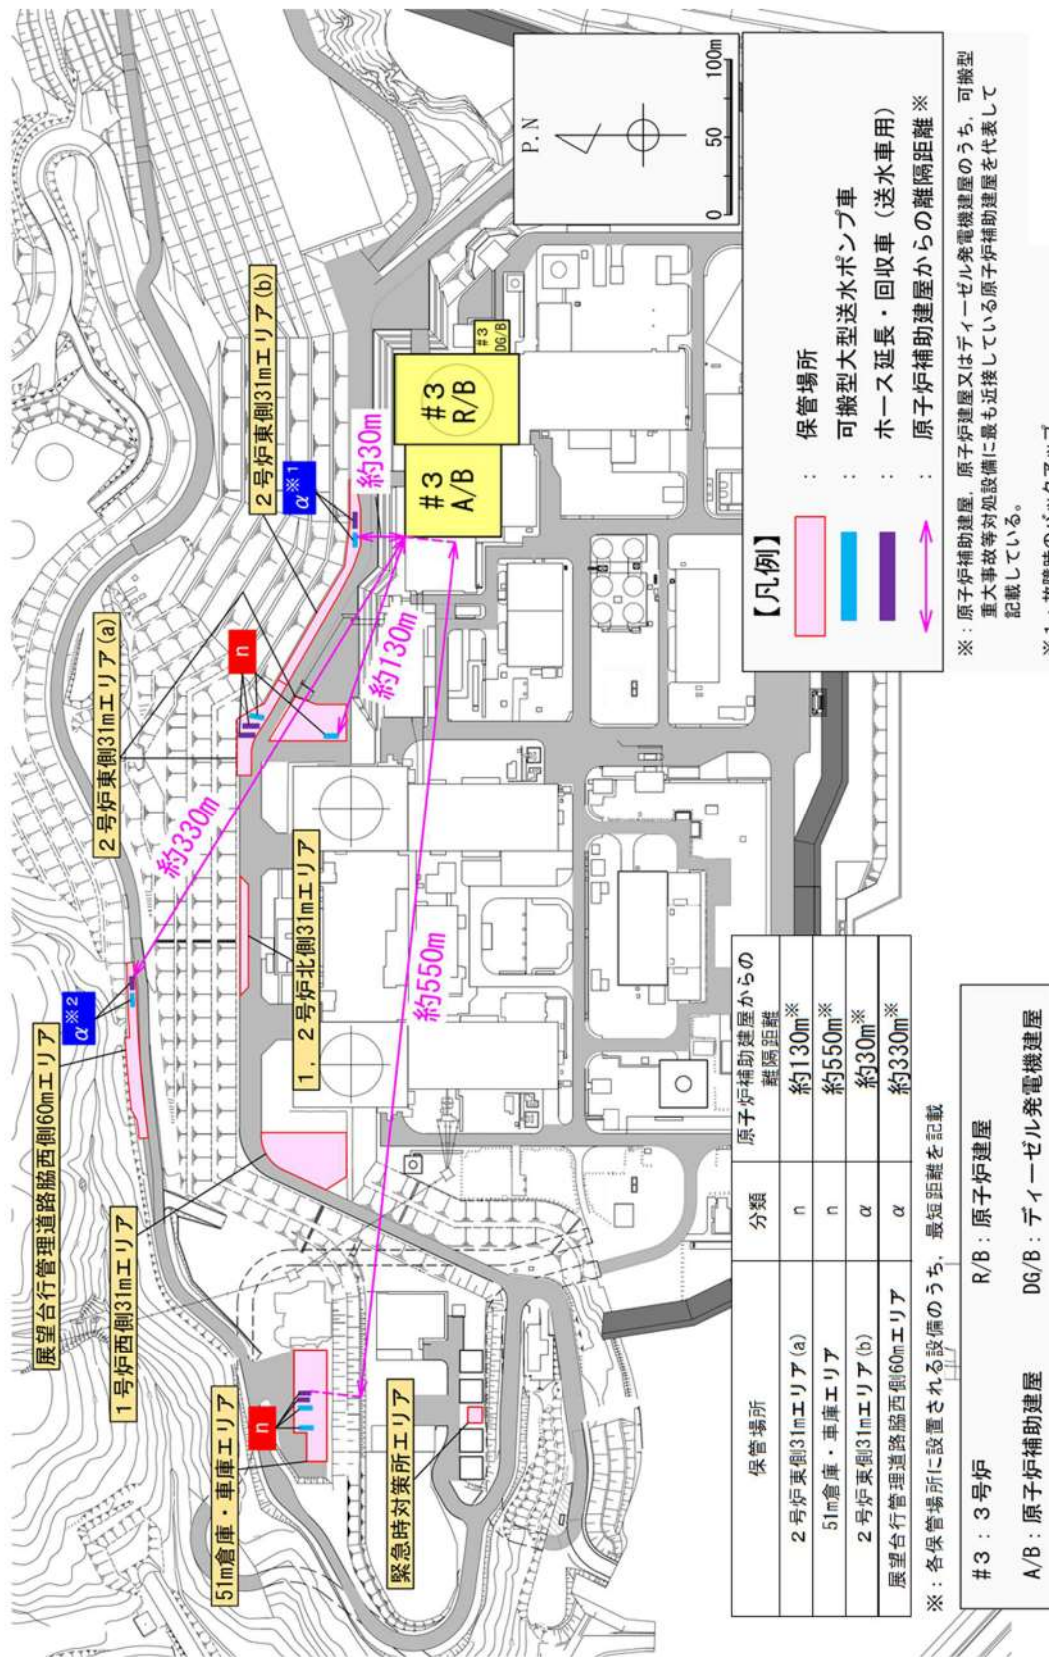 展望台行管理道路脇西側60mエリア
α※2
2号炉東側31mエリア(a)
2号炉東側31mエリア(b)
n
α※1
1号炉西側31mエリア
51m倉庫・車庫エリア
n
1, 2号炉北側31mエリア
緊急時対策所エリア
約330m
約130m
約30m
約550m
#3
A/B
#3
R/B
#3
DG/B
P.N
0 50 100m
【凡例】
: 保管場所
: 可搬型大型送水ポンプ車
: ホース延長・回収車(送水車用)
: 原子炉補助建屋からの離隔距離※
※:原子炉補助建屋,原子炉建屋又はディーゼル発電機建屋のうち,可搬型
重大事故等対処設備に最も近接している原子炉補助建屋を代表して
記載している。
保管場所 分類 原子炉補助建屋からの
離隔距離
2号炉東側31mエリア(a) n 約130m※
51m倉庫・車庫エリア n 約550m※
2号炉東側31mエリア(b) α 約30m※
展望台行管理道路脇西側60mエリア α 約330m※
※:各保管場所に設置される設備のうち,最短距離を記載
#3:3号炉 R/B:原子炉建屋
A/B:原子炉補助建屋 DG/B:ディーゼル発電機建屋